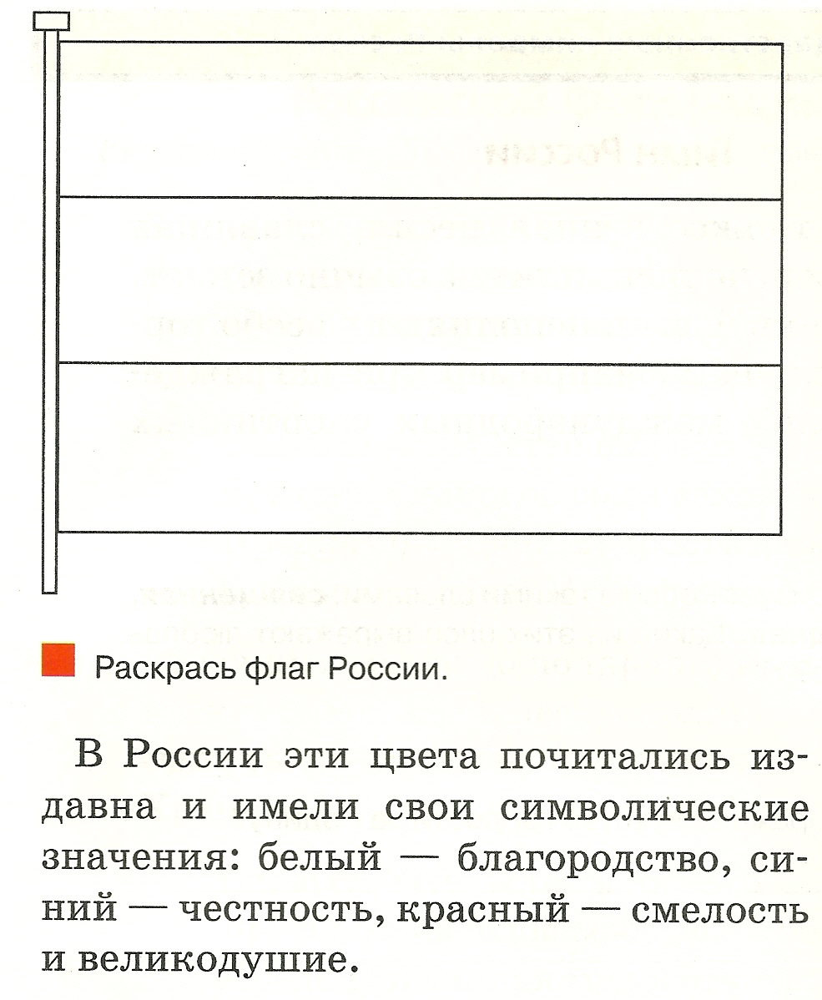 Раскрась флаг России.
В России эти цвета почитались из-
давна и имели свои символические
значения: белый — благородство, си-
ний — честность, красный — смелость
и великодушие.